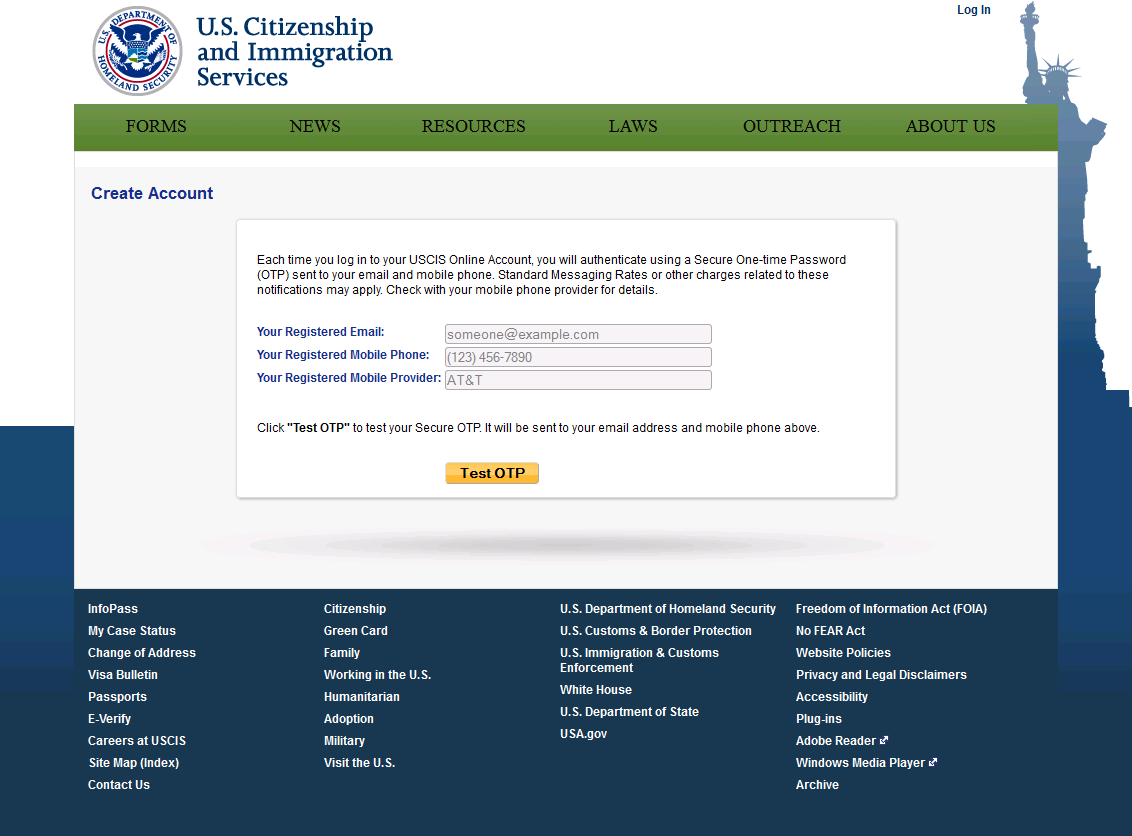 Log In
U.S. DEPARTMENT OF
HOMELAND SECURITY
U.S. Citizenship
and Immigration
Services
FORMS NEWS RESOURCES LAWS OUTREACH ABOUT US
Create Account
Each time you log in to your USCIS Online Account, you will authenticate using a Secure One-time Password
(OTP) sent to your email and mobile phone. Standard Messaging Rates or other charges related to these
notifications may apply. Check with your mobile phone provider for details.
Your Registered Email: someone@example.com
Your Registered Mobile Phone: (123) 456-7890
Your Registered Mobile Provider: AT&T
Click "Test OTP" to test your Secure OTP. It will be sent to your email address and mobile phone above.
Test OTP
InfoPass
My Case Status
Change of Address
Visa Bulletin
Passports
E-Verify
Careers at USCIS
Site Map (Index)
Contact Us
Citizenship
Green Card
Family
Working in the U.S.
Humanitarian
Adoption
Military
Visit the U.S.
U.S. Department of Homeland Security
U.S. Customs & Border Protection
U.S. Immigration & Customs
Enforcement
White House
U.S. Department of State
USA.gov
Freedom of Information Act (FOIA)
No FEAR Act
Website Policies
Privacy and Legal Disclaimers
Accessibility
Plug-ins
Adobe Reader
Windows Media Player
Archive